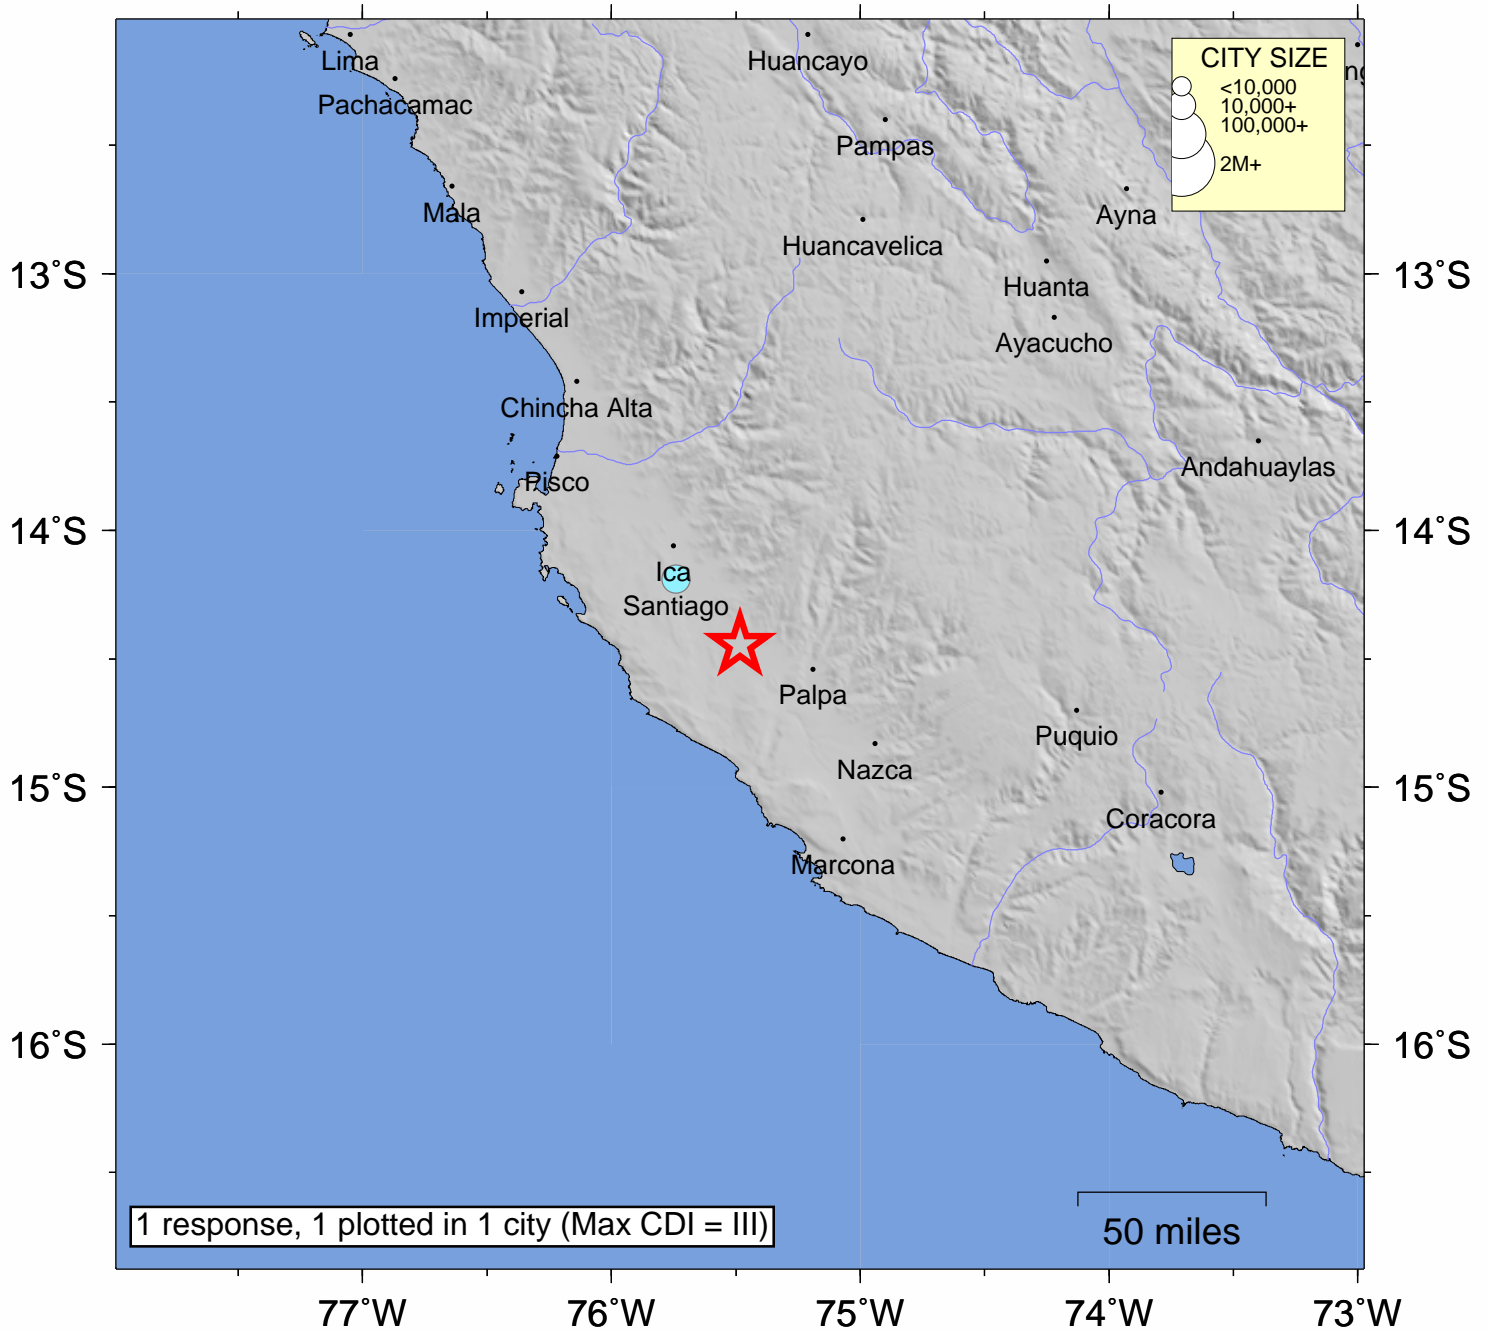 Lima
Huancayo
CITY SIZE
<10,000
10,000+
100,000+
2M+
Pachacamac
Pampas
Mala
Ayna
Huancavelica
13°S
13°S
Huanta
Imperial
Ayacucho
Chincha Alta
Andahuaylas
Pisco
14°S
14°S
Ica
Santiago
Palpa
Puquio
Nazca
15°S
15°S
Coracora
Marcona
16°S
16°S
1 response, 1 plotted in 1 city (Max CDI = III)
50 miles
77°W
76°W
75°W
74°W
73°W